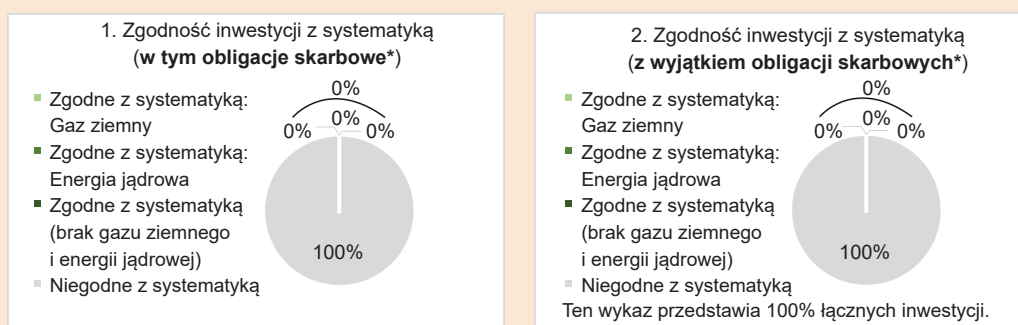 1. Zgodność inwestycji z systematyką
(w tym obligacje skarbowe*)
Zgodne z systematyką:
Gaz ziemny
Zgodne z systematyką:
Energia jądrowa
Zgodne z systematyką
(brak gazu ziemnego
i energii jądrowej)
Niegodne z systematyką
0%
0%
0%
0%
100%
2. Zgodność inwestycji z systematyką
(z wyjątkiem obligacji skarbowych*)
Zgodne z systematyką:
Gaz ziemny
Zgodne z systematyką:
Energia jądrowa
Zgodne z systematyką
(brak gazu ziemnego
i energii jądrowej)
Niegodne z systematyką
0%
0%
0%
0%
100%
Ten wykaz przedstawia 100% łącznych inwestycji.